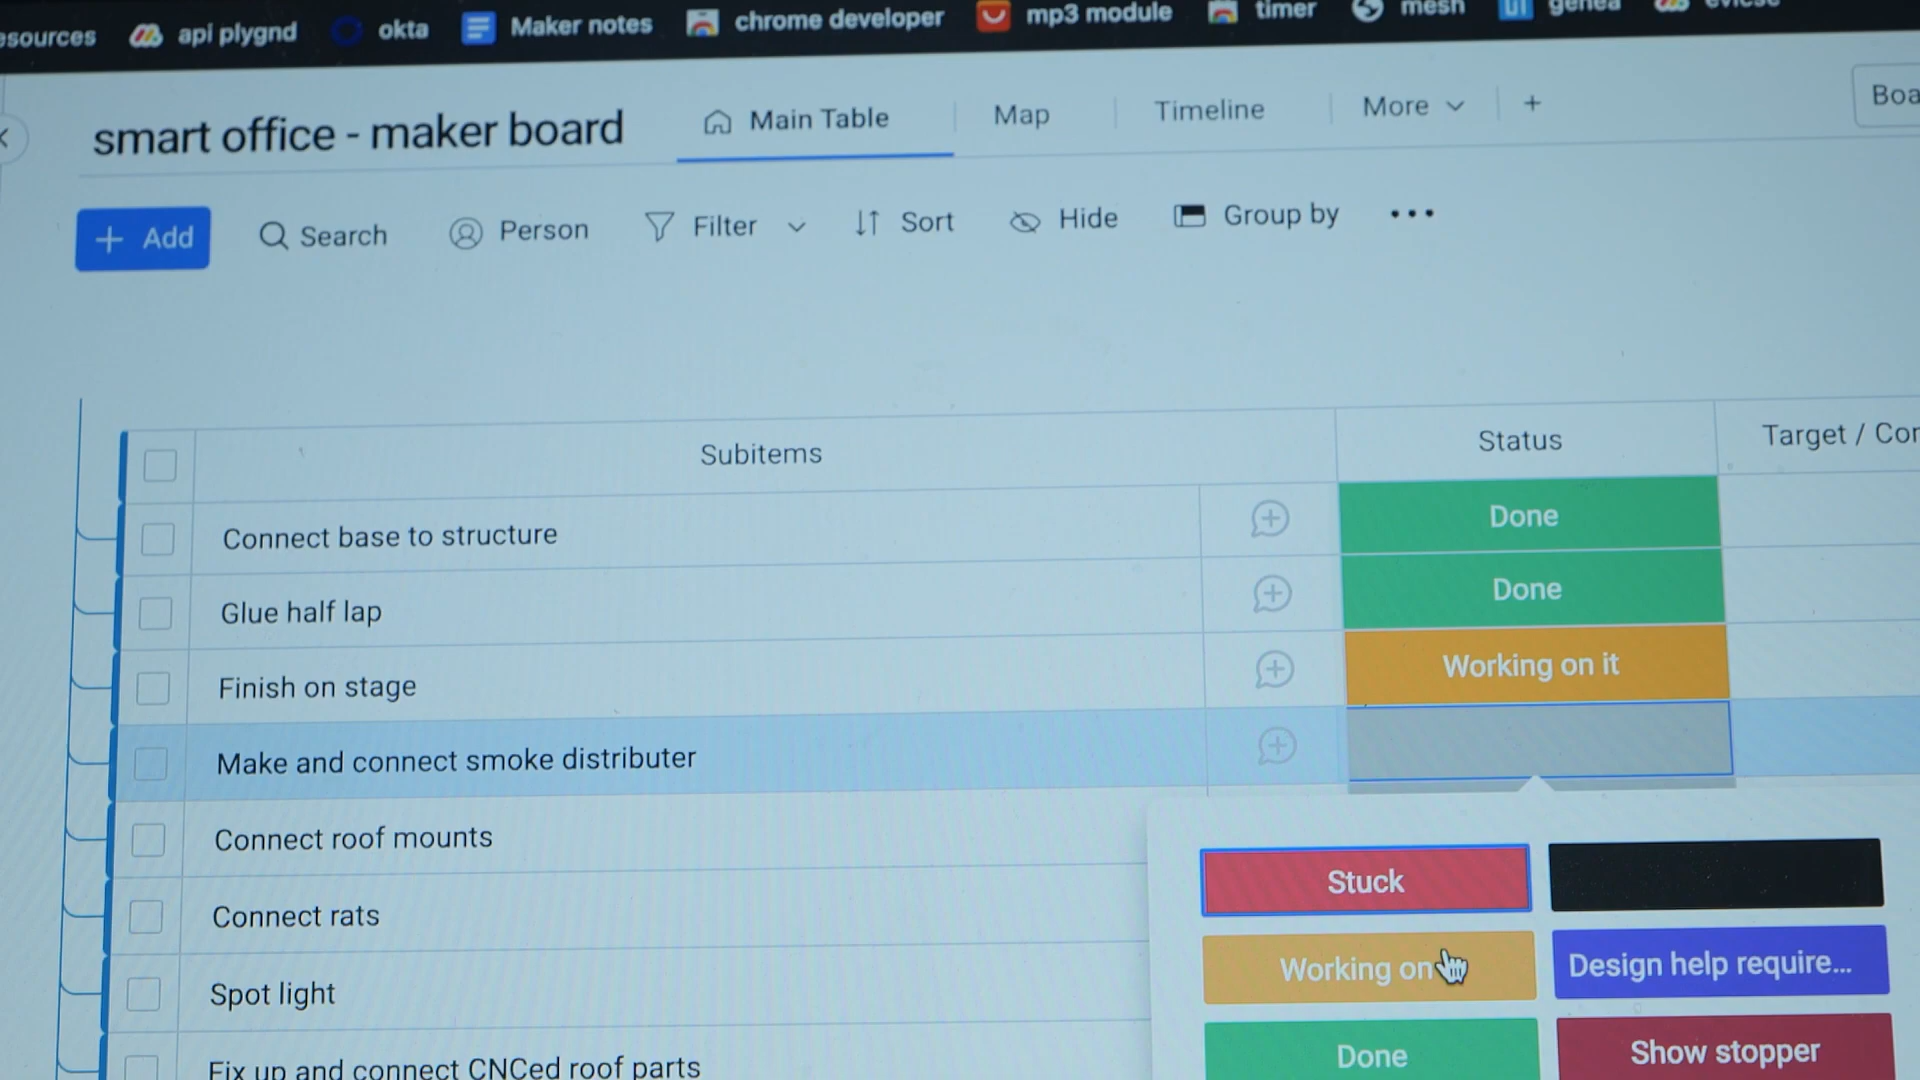 esources api plygnd okta Maker notes chrome developer mp3 module timer mesh genea
smart office - maker board Main Table Map Timeline More + Boa
+ Add Search Person Filter Sort Hide Group by
Subitems Status Target / Con
Connect base to structure Done
Glue half lap Done
Finish on stage Working on it
Make and connect smoke distributer
Connect roof mounts
Stuck
Connect rats
Working on Design help require...
Spot light
Done Show stopper
Fix up and connect CNCed roof parts